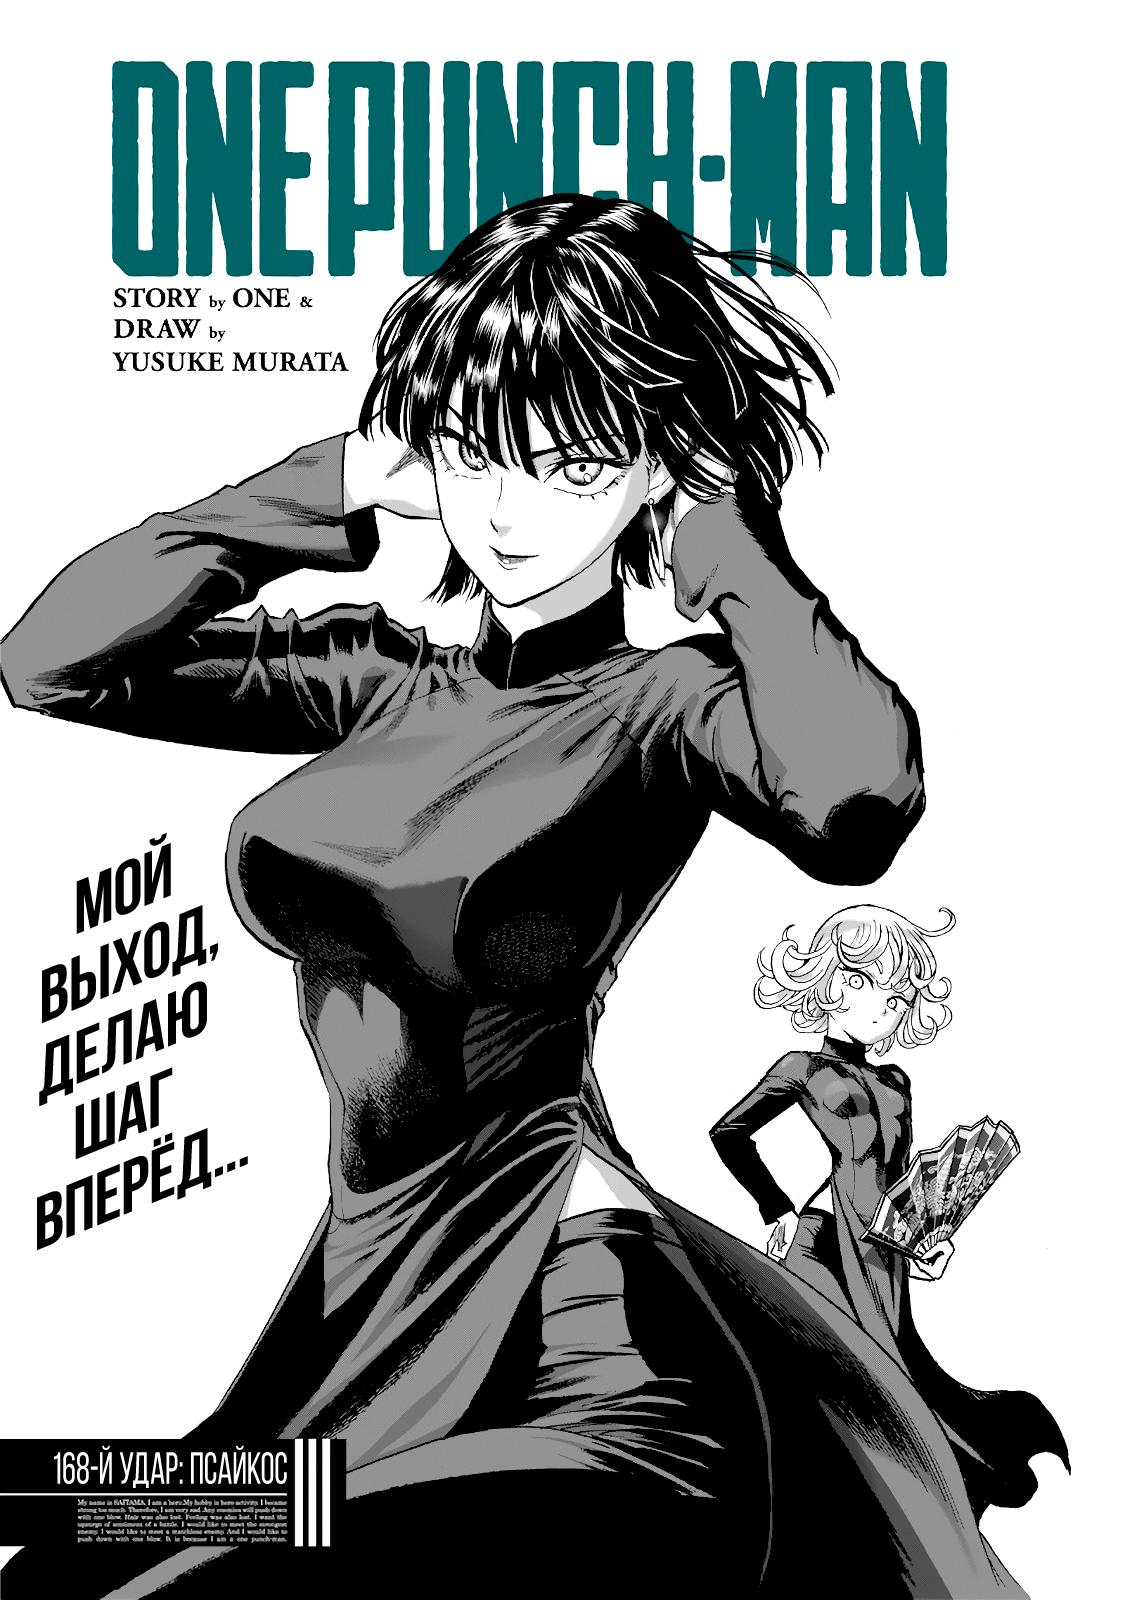 ONE PUNCH-MAN
STORY by ONE &
DRAW by
YUSUKE MURATA
МОЙ
ВЫХОД,
ДЕЛАЮ
ШАГ
ВПЕРЁД...
168-Й УДАР: ПСАЙКОС
My name is SAITAMA. I am a hero.My hobby is hero activity. I became
strong too much. Therefore, I am very sad. Any enemies will push down
with one blow. Hair was also lost. Feeling was also lost. I want the
upsurge of sentiment of a battle. I would like to meet the strongest
enemy. I would like to meet a matchless enemy. And I would like to
push down with one blow. It is because I am a one punch-man.